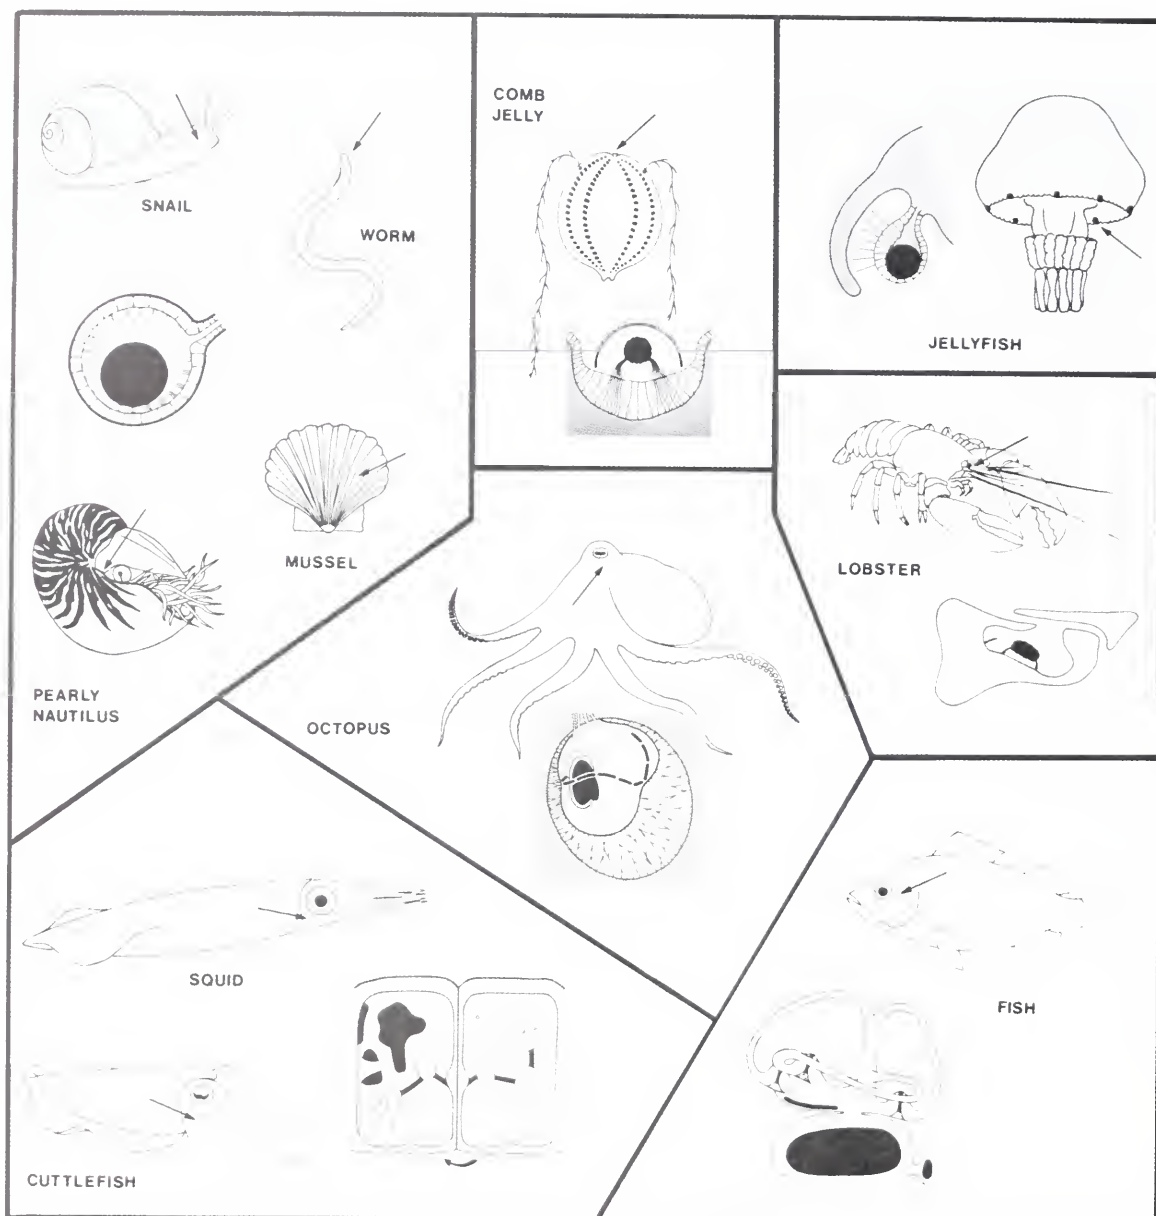 SNAIL
WORM
MUSSEL
PEARLY
NAUTILUS
COMB
JELLY
JELLYFISH
LOBSTER
OCTOPUS
SQUID
CUTTLEFISH
FISH